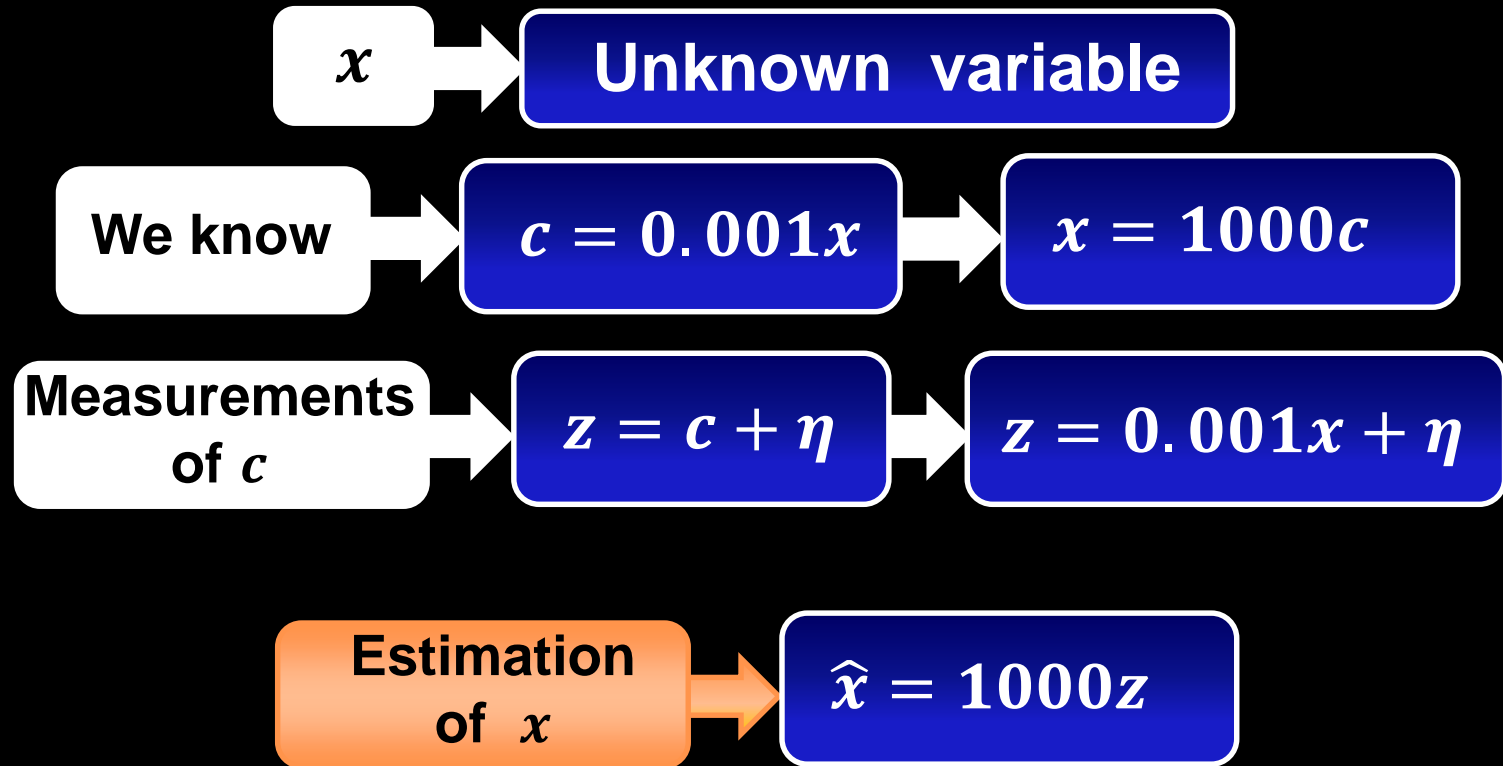 x
Unknown variable
We know
c = 0.001x
x = 1000c
Measurements
of c
z = c + η
z = 0.001x + η
Estimation
of x
x̂ = 1000z